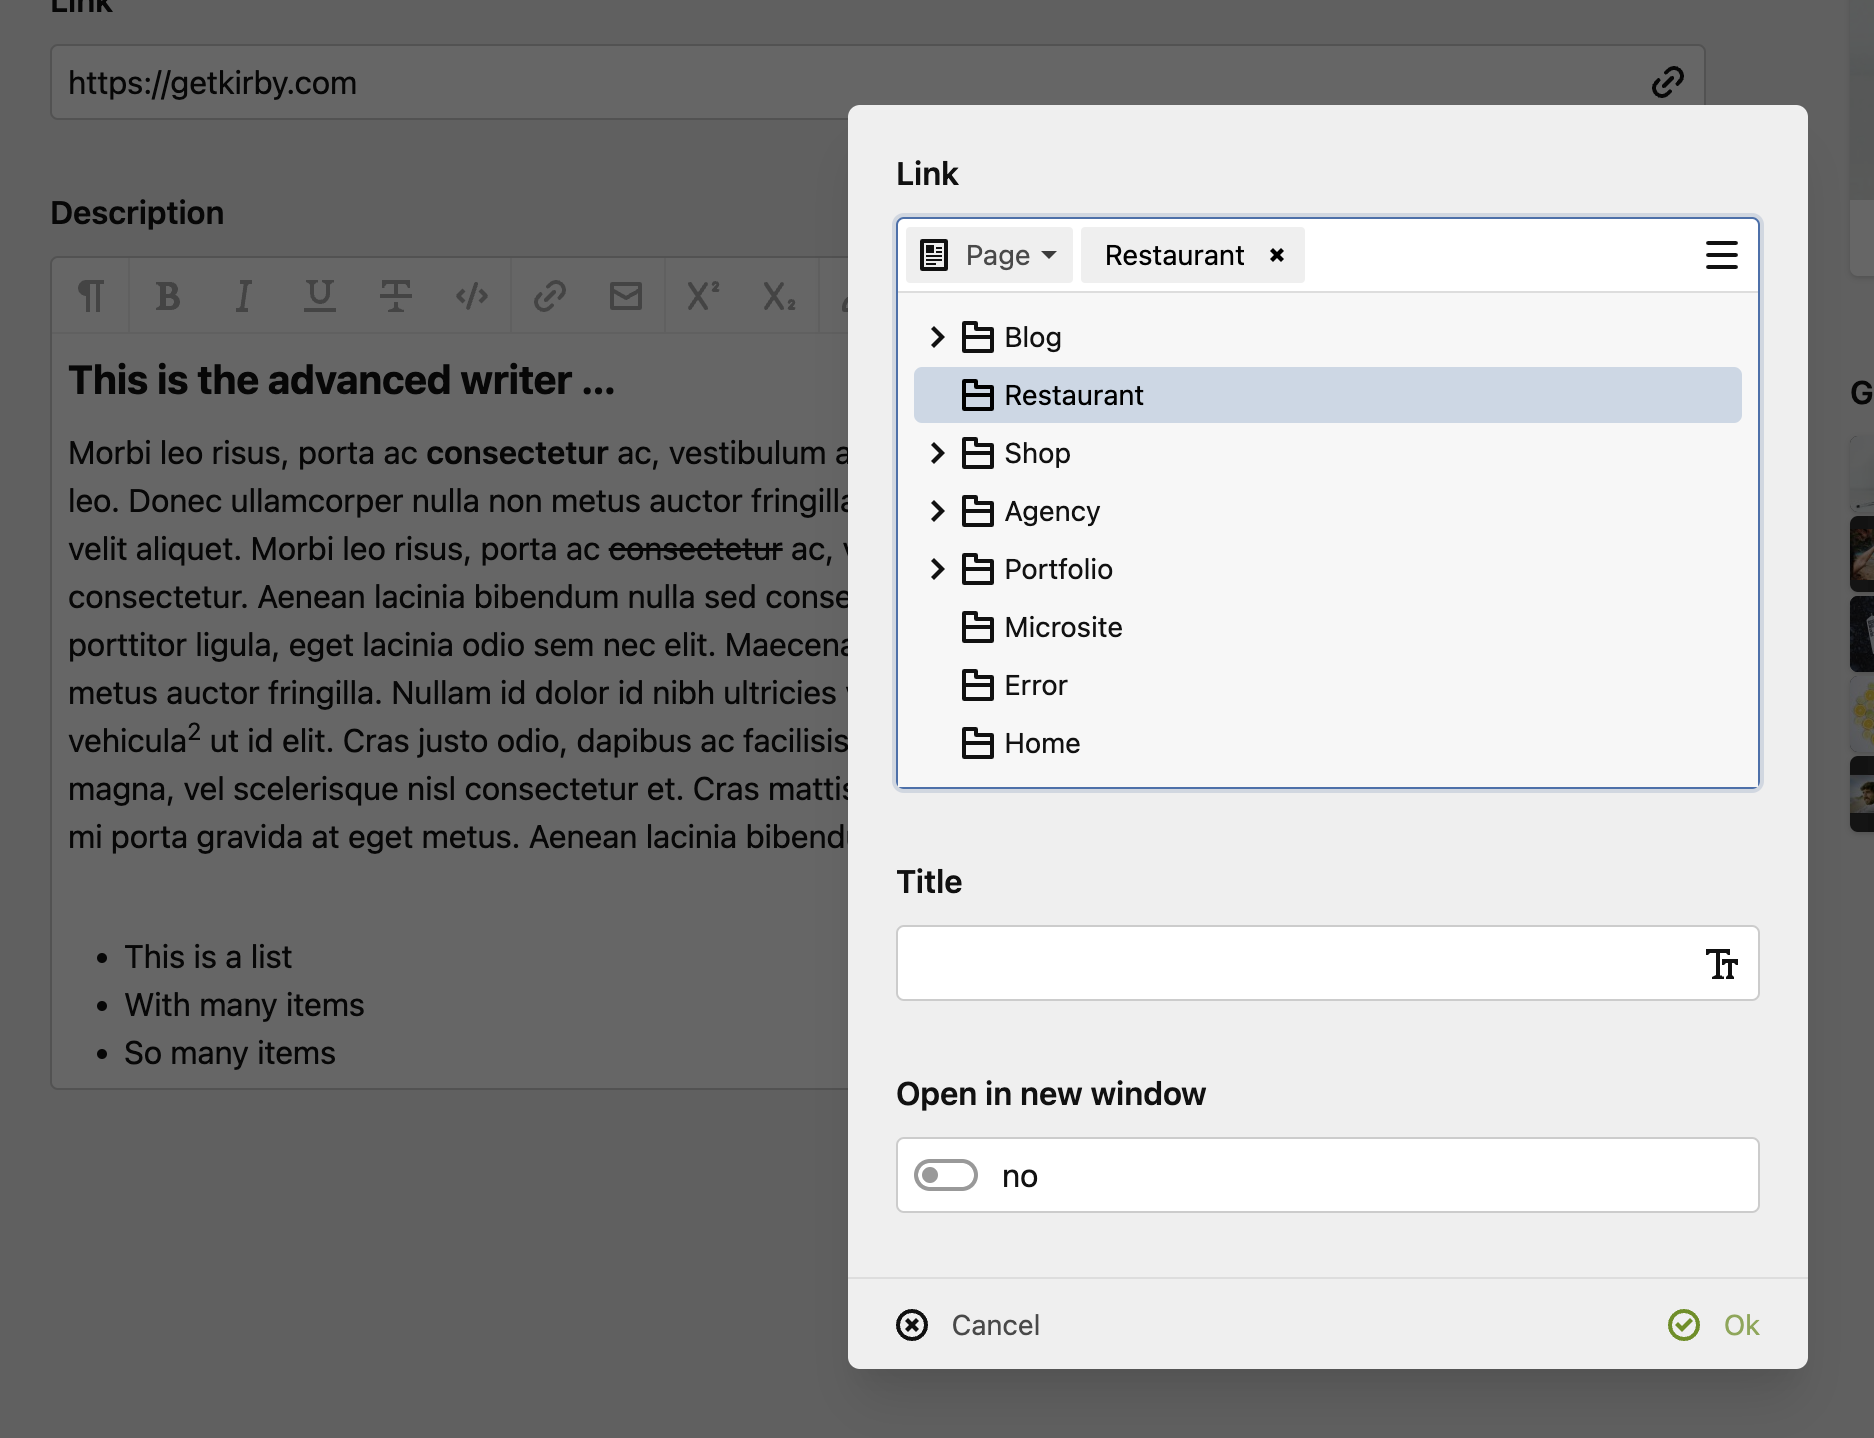 Link
https://getkirby.com
Description
B I U T </> X² X₂
This is the advanced writer ...
Morbi leo risus, porta ac consectetur ac, vestibulum a
leo. Donec ullamcorper nulla non metus auctor fringilla
velit aliquet. Morbi leo risus, porta ac consectetur ac,
consectetur. Aenean lacinia bibendum nulla sed conse
porttitor ligula, eget lacinia odio sem nec elit. Maecena
metus auctor fringilla. Nullam id dolor id nibh ultricies
vehicula² ut id elit. Cras justo odio, dapibus ac facilisis
magna, vel scelerisque nisl consectetur et. Cras mattis
mi porta gravida at eget metus. Aenean lacinia bibend
• This is a list
• With many items
• So many items
Link
Page Restaurant
Blog
Restaurant
Shop
Agency
Portfolio
Microsite
Error
Home
Title
Open in new window
no
Cancel
Ok
G